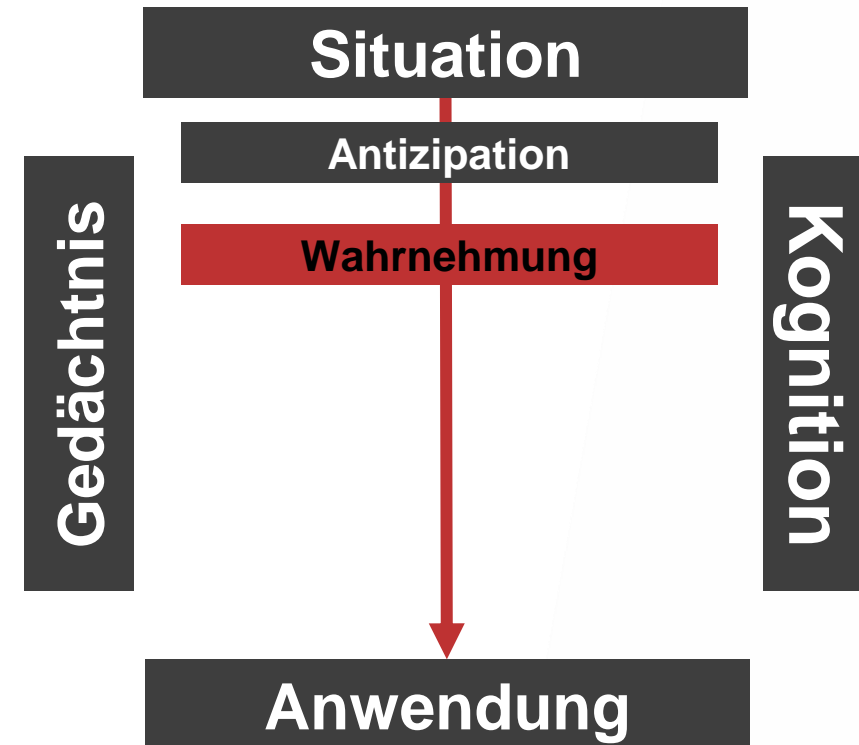 Situation
Antizipation
Wahrnehmung
Gedächtnis
Kognition
Anwendung